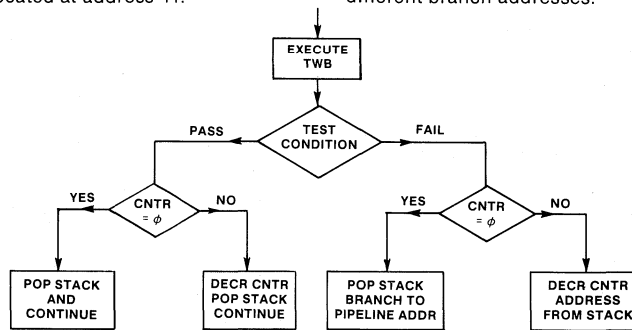 located at address 41.
different branch addresses.
EXECUTE
TWB
TEST
CONDITION
PASS
FAIL
YES
CNTR
= ϕ
NO
YES
CNTR
= ϕ
NO
POP STACK
AND
CONTINUE
DECR CNTR
POP STACK
CONTINUE
POP STACK
BRANCH TO
PIPELINE ADDR
DECR CNTR
ADDRESS
FROM STACK